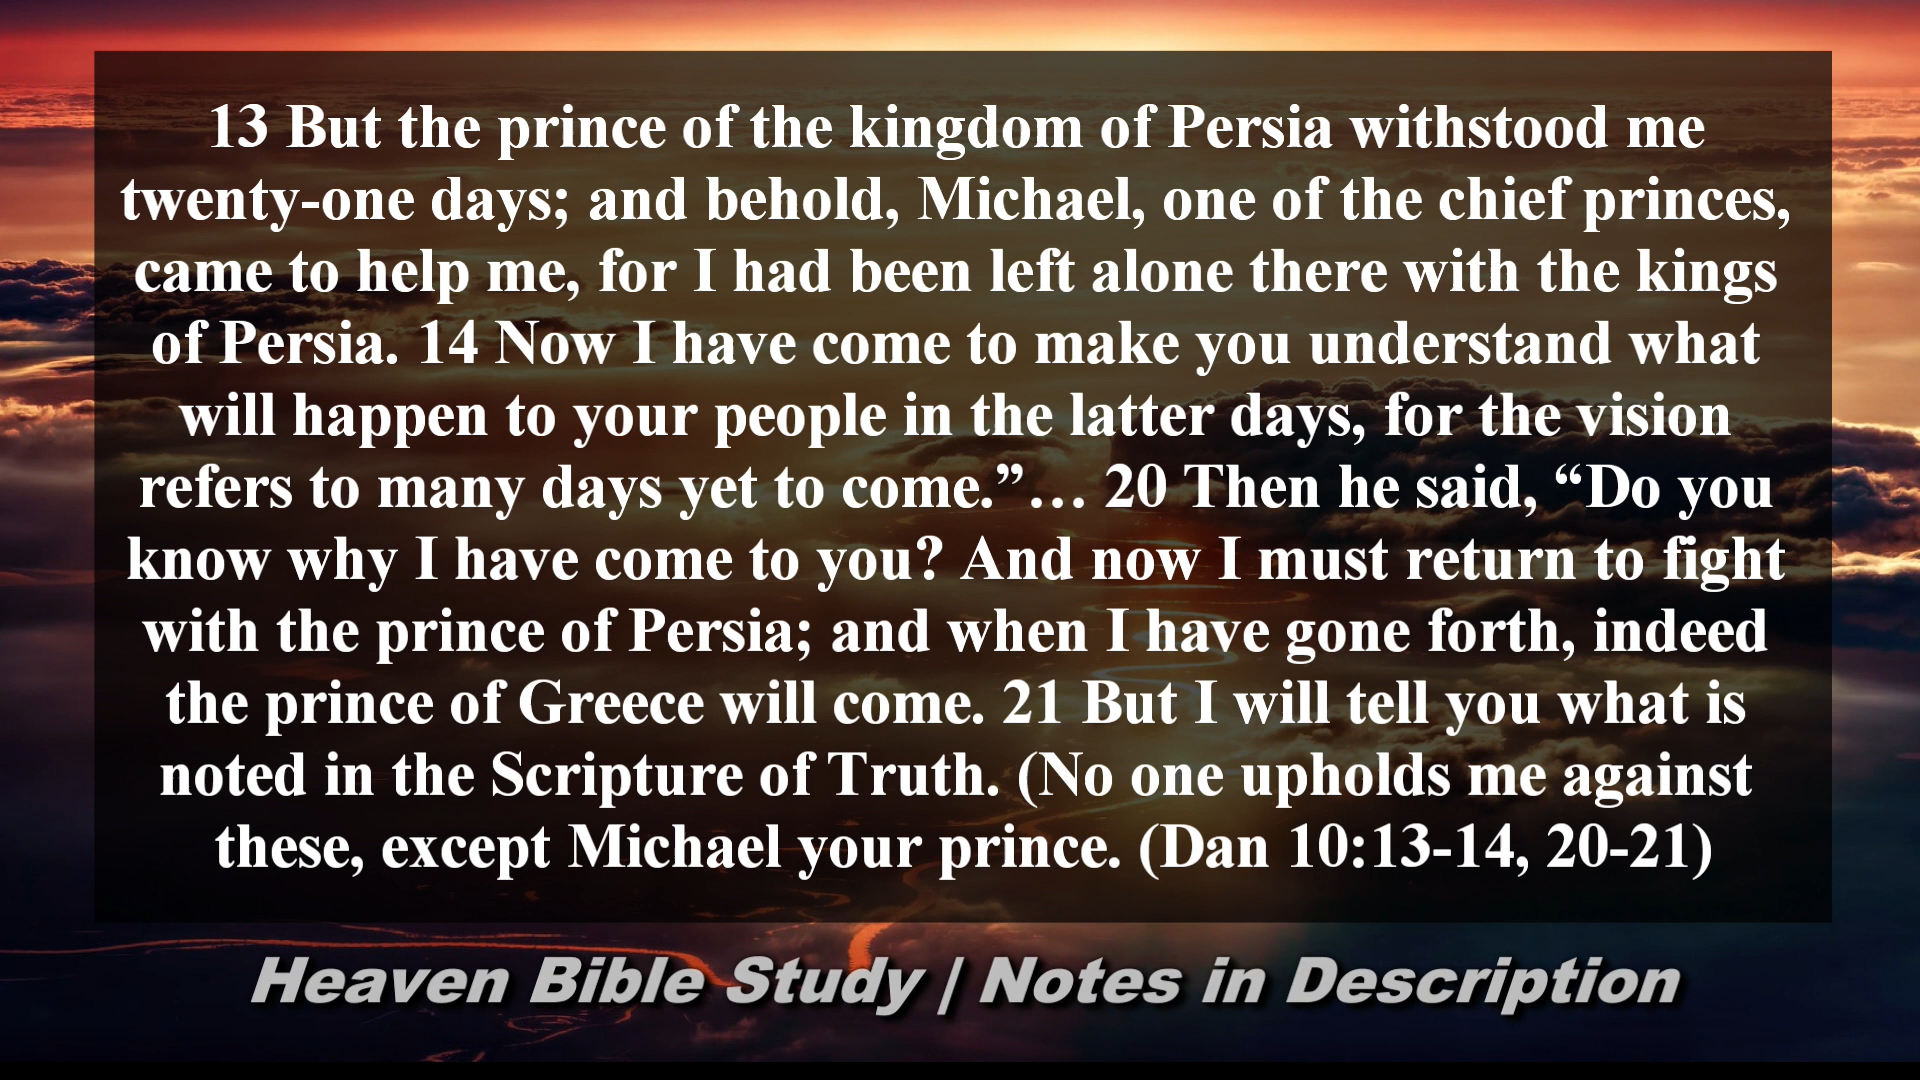 13 But the prince of the kingdom of Persia withstood me
twenty-one days; and behold, Michael, one of the chief princes,
came to help me, for I had been left alone there with the kings
of Persia. 14 Now I have come to make you understand what
will happen to your people in the latter days, for the vision
refers to many days yet to come.”… 20 Then he said, “Do you
know why I have come to you? And now I must return to fight
with the prince of Persia; and when I have gone forth, indeed
the prince of Greece will come. 21 But I will tell you what is
noted in the Scripture of Truth. (No one upholds me against
these, except Michael your prince. (Dan 10:13-14, 20-21)
Heaven Bible Study | Notes in Description